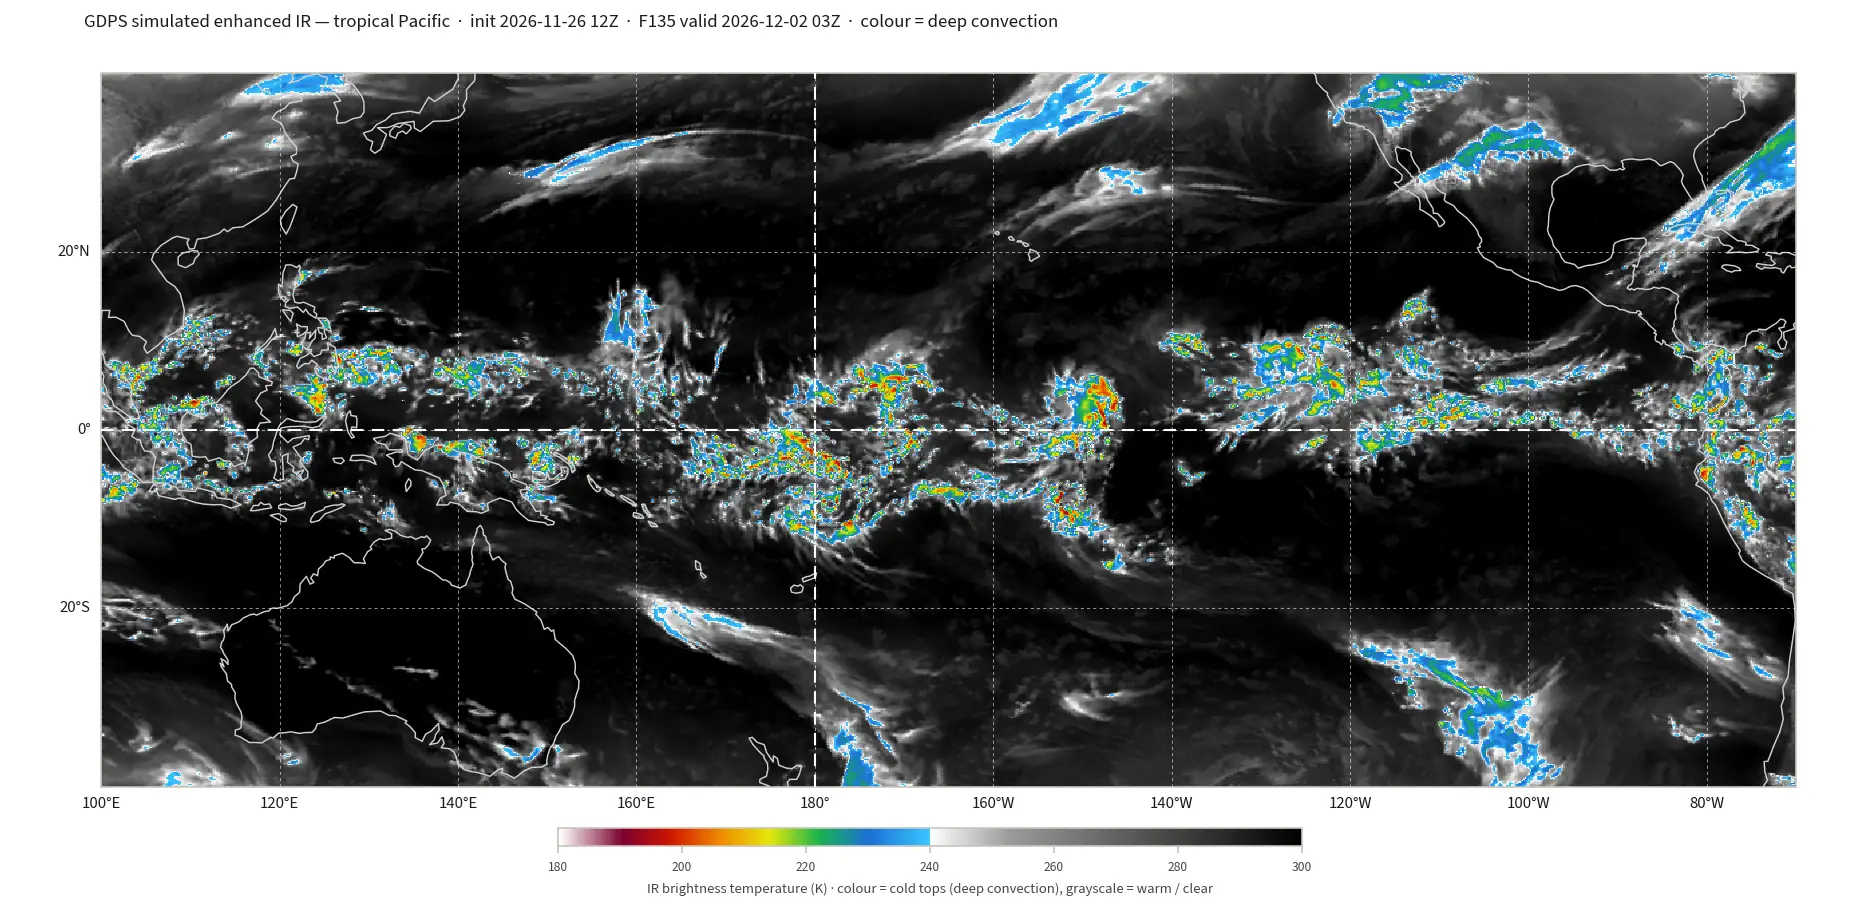 GDPS simulated enhanced IR — tropical Pacific · init 2026-11-26 12Z · F135 valid 2026-12-02 03Z · colour = deep convection
20°N
0°
20°S
100°E 120°E 140°E 160°E 180° 160°W 140°W 120°W 100°W 80°W
180 200 220 240 260 280 300
IR brightness temperature (K) · colour = cold tops (deep convection), grayscale = warm / clear